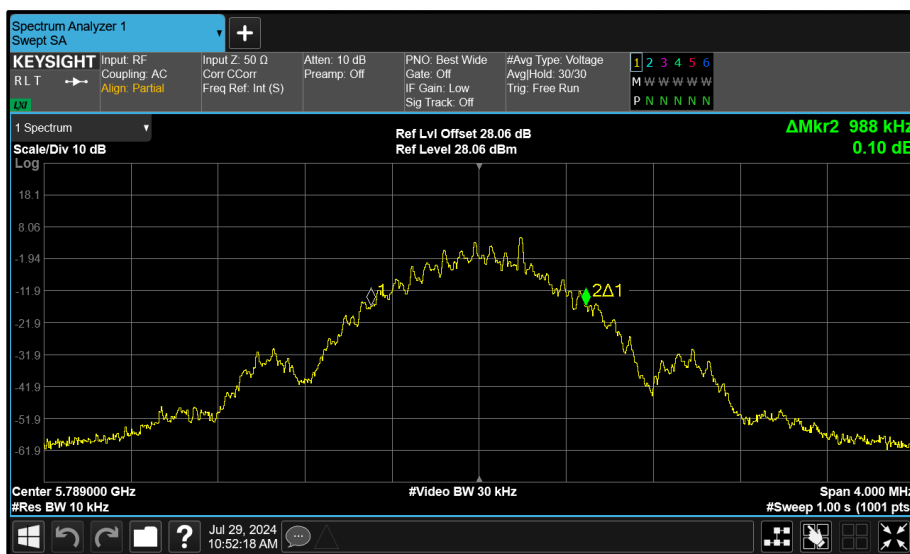 Spectrum Analyzer 1
Swept SA
KEYSIGHT
R L T
LXI
Input: RF
Coupling: AC
Align: Partial
Input Z: 50 Ω
Corr CCorr
Freq Ref: Int (S)
Atten: 10 dB
Preamp: Off
PNO: Best Wide
Gate: Off
IF Gain: Low
Sig Track: Off
#Avg Type: Voltage
Avg|Hold: 30/30
Trig: Free Run
1 2 3 4 5 6
M W W W W W
P N N N N N
1 Spectrum
Scale/Div 10 dB
Log
Ref Lvl Offset 28.06 dB
Ref Level 28.06 dBm
ΔMkr2 988 kHz
0.10 dB
18.1
8.06
-1.94
-11.9
-21.9
-31.9
-41.9
-51.9
-61.9
1
2Δ1
Center 5.789000 GHz
#Res BW 10 kHz
#Video BW 30 kHz
Span 4.000 MHz
#Sweep 1.00 s (1001 pts
?
Jul 29, 2024
10:52:18 AM